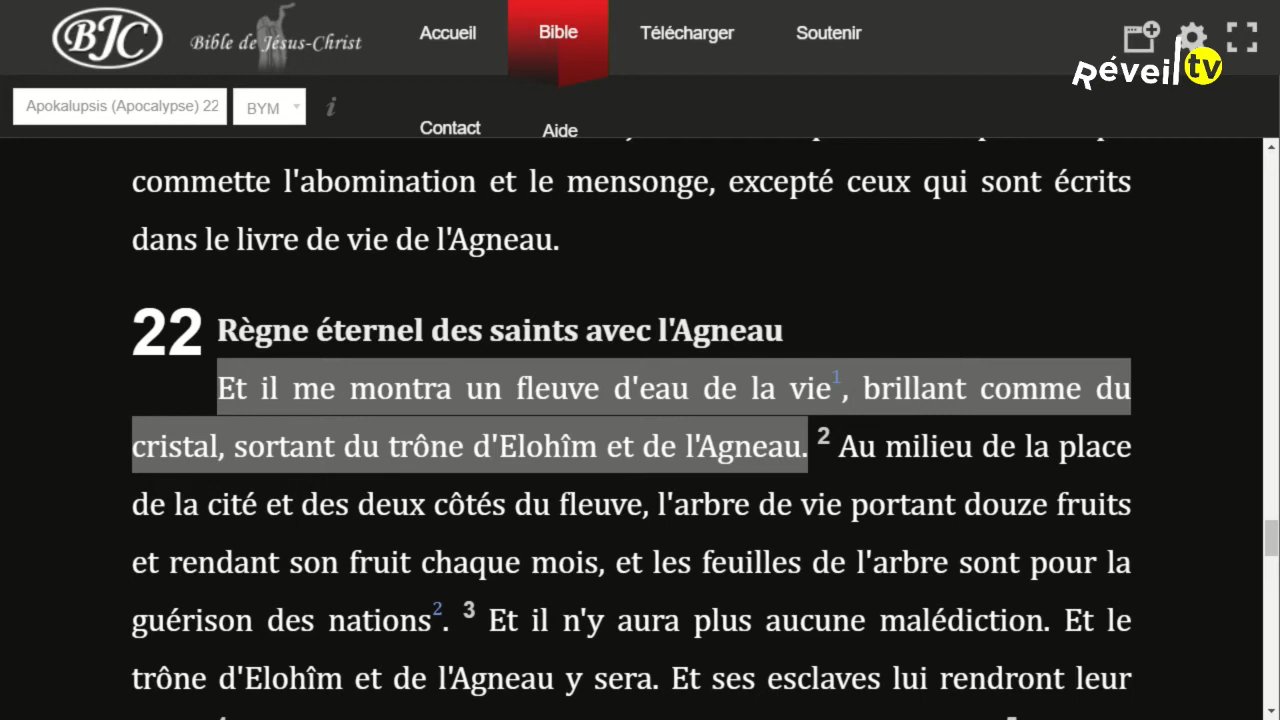 BJC
Bible de Jésus-Christ
Accueil
Bible
Télécharger
Soutenir
Réveil tv
Apokalupsis (Apocalypse) 22
BYM
i
Contact
Aide
commette l'abomination et le mensonge, excepté ceux qui sont écrits
dans le livre de vie de l'Agneau.
22 Règne éternel des saints avec l'Agneau
Et il me montra un fleuve d'eau de la vie1, brillant comme du
cristal, sortant du trône d'Elohîm et de l'Agneau. 2 Au milieu de la place
de la cité et des deux côtés du fleuve, l'arbre de vie portant douze fruits
et rendant son fruit chaque mois, et les feuilles de l'arbre sont pour la
guérison des nations2. 3 Et il n'y aura plus aucune malédiction. Et le
trône d'Elohîm et de l'Agneau y sera. Et ses esclaves lui rendront leur